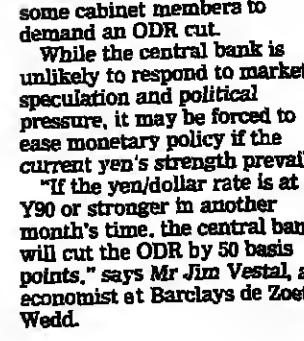 some cabinet members to
demand an ODR cut.
While the central bank is
unlikely to respond to market
speculation and political
pressure, it may be forced to
ease monetary policy if the
current yen's strength prevai
"If the yen/dollar rate is at
Y90 or stronger in another
month's time, the central ban
will cut the ODR by 50 basis
points," says Mr Jim Vestal, a
economist at Barclays de Zoet
Wedd.